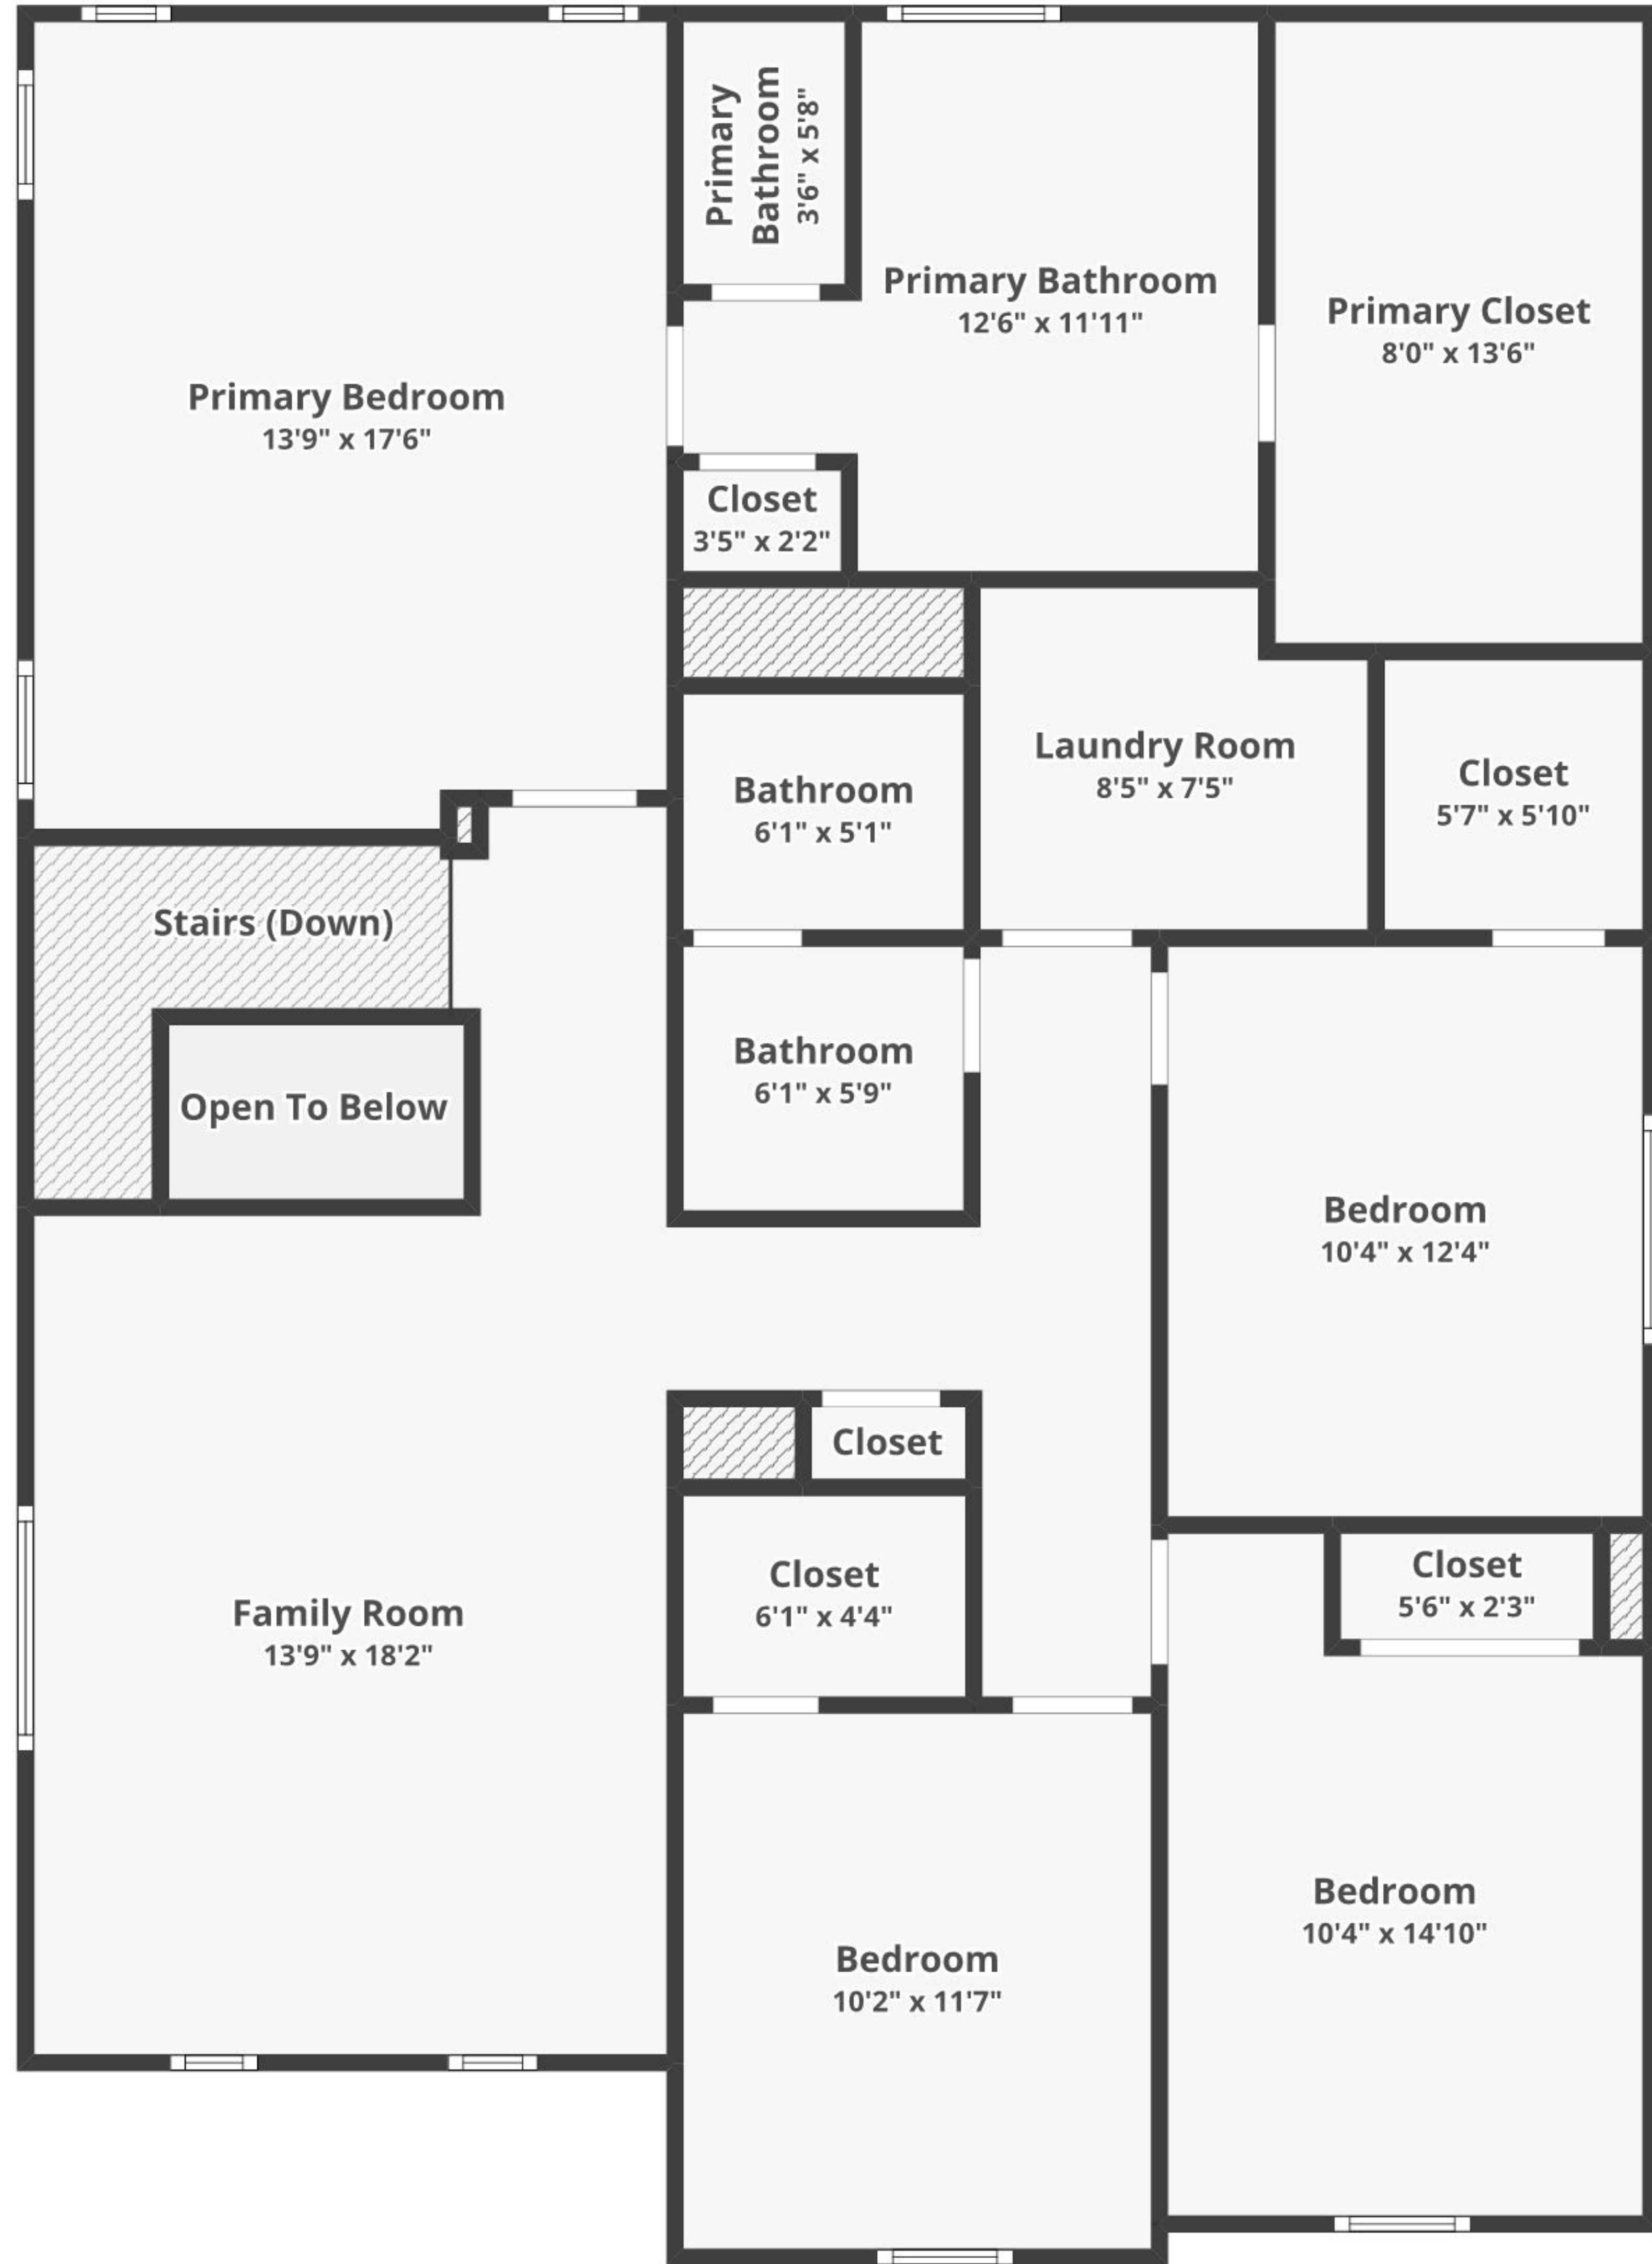 Primary
Bathroom
3'6" x 5'8"
Primary Bathroom
12'6" x 11'11"
Primary Closet
8'0" x 13'6"
Primary Bedroom
13'9" x 17'6"
Closet
3'5" x 2'2"
Laundry Room
8'5" x 7'5"
Closet
5'7" x 5'10"
Bathroom
6'1" x 5'1"
Stairs (Down)
Bathroom
6'1" x 5'9"
Open To Below
Bedroom
10'4" x 12'4"
Closet
Closet
6'1" x 4'4"
Closet
5'6" x 2'3"
Family Room
13'9" x 18'2"
Bedroom
10'4" x 14'10"
Bedroom
10'2" x 11'7"